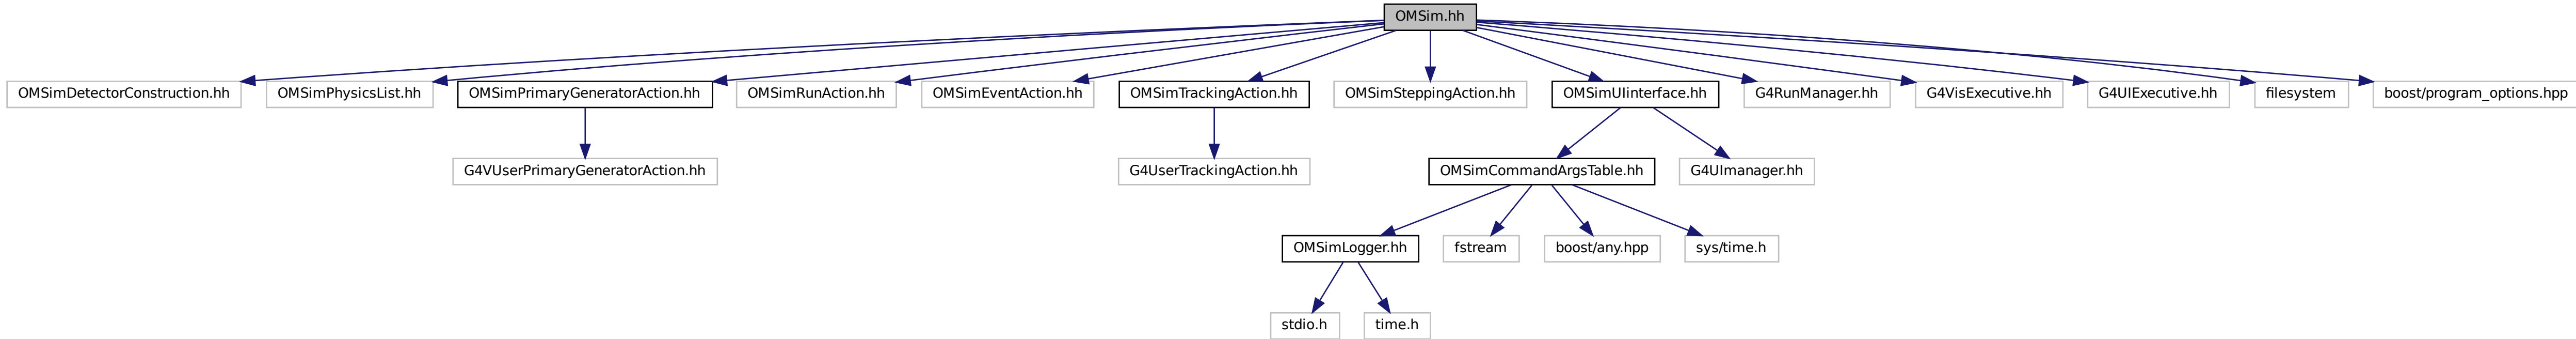 OMSim.hh
OMSimDetectorConstruction.hh
OMSimPhysicsList.hh
OMSimPrimaryGeneratorAction.hh
OMSimRunAction.hh
OMSimEventAction.hh
OMSimTrackingAction.hh
OMSimSteppingAction.hh
OMSimUIinterface.hh
G4RunManager.hh
G4VisExecutive.hh
G4UIExecutive.hh
filesystem
boost/program_options.hpp
G4VUserPrimaryGeneratorAction.hh
G4UserTrackingAction.hh
OMSimCommandArgsTable.hh
G4UImanager.hh
OMSimLogger.hh
fstream
boost/any.hpp
sys/time.h
stdio.h
time.h